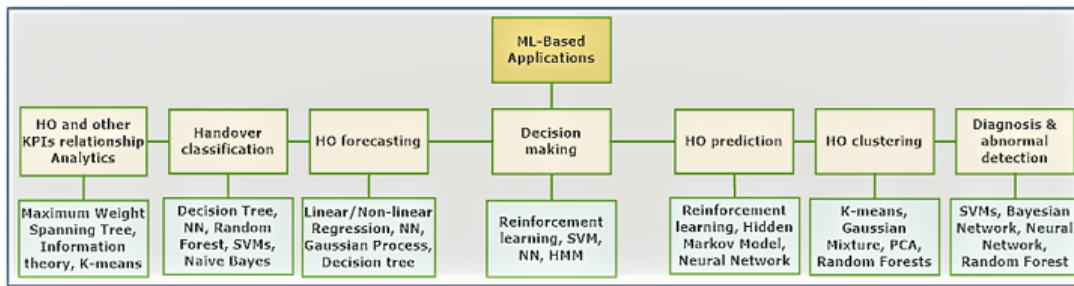 ML-Based
Applications
HO and other
KPIs relationship
Analytics
Handover
classification
HO forecasting
Decision
making
HO prediction
HO clustering
Diagnosis &
abnormal
detection
Maximum Weight
Spanning Tree,
Information
theory, K-means
Decision Tree,
NN, Random
Forest, SVMs,
Naive Bayes
Linear/Non-linear
Regression, NN,
Gaussian Process,
Decision tree
Reinforcement
learning, SVM,
NN, HMM
Reinforcement
learning, Hidden
Markov Model,
Neural Network
K-means,
Gaussian
Mixture, PCA,
Random Forests
SVMs, Bayesian
Network, Neural
Network,
Random Forest